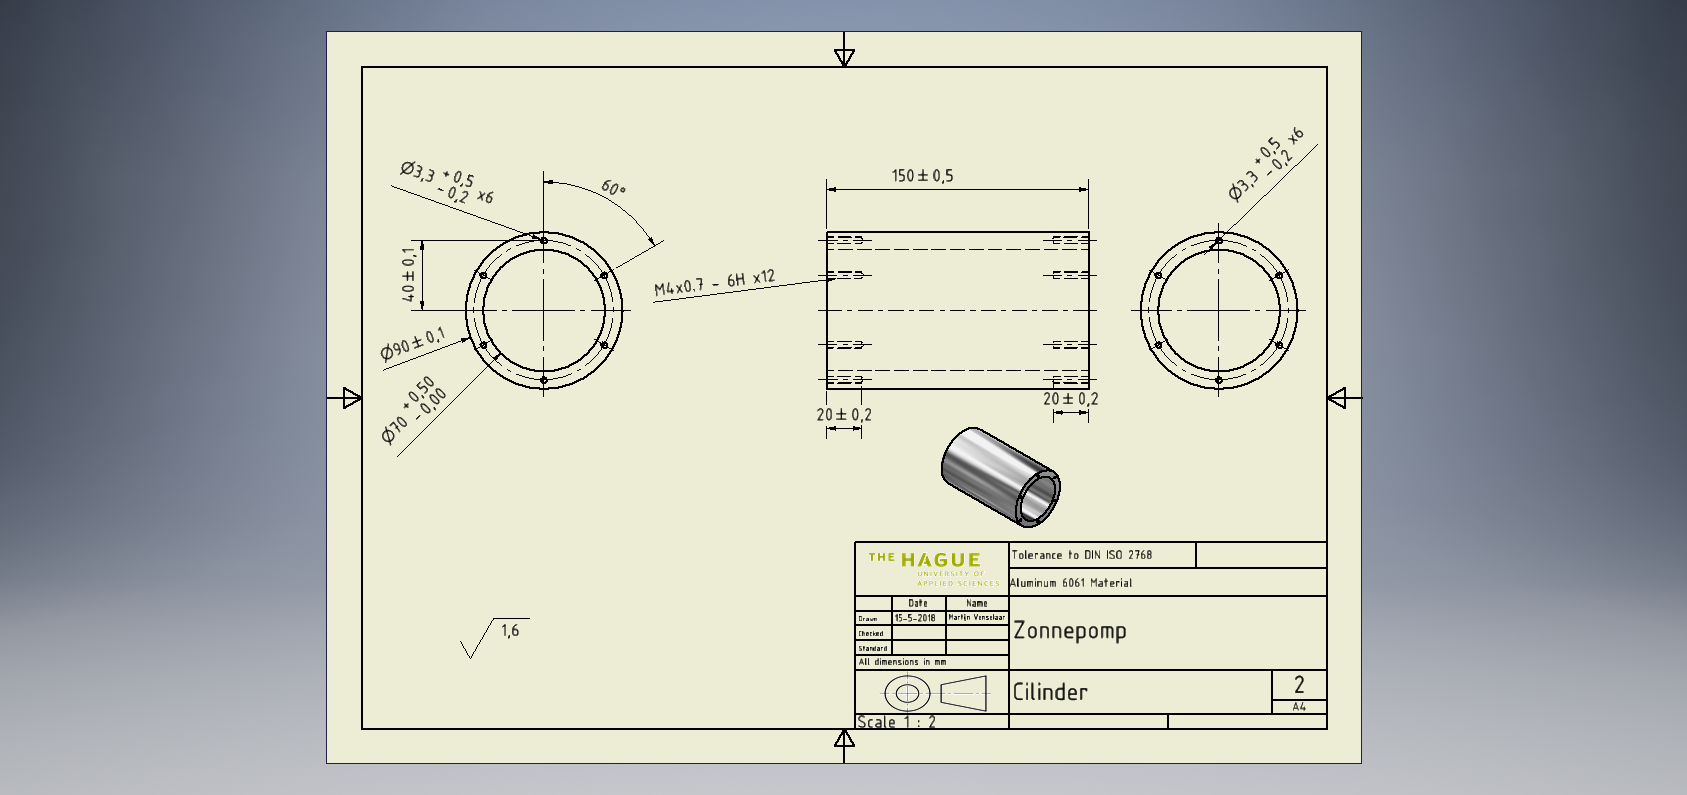 Ø3,3 +0,5 -0,2 x6
60°
40±0,1
Ø90±0,1
Ø70 +0,50 -0,00
150±0,5
M4x0.7 - 6H x12
20±0,2
20±0,2
Ø3,3 +0,5 -0,2 x6
1,6
THE HAGUE
UNIVERSITY OF
APPLIED SCIENCES
Tolerance to DIN ISO 2768
Aluminum 6061 Material
Date Name
Drawn 15-5-2018 Martijn Venselaar
Checked
Standard
All dimensions in mm
Zonnepomp
Cilinder
2
A4
Scale 1 : 2